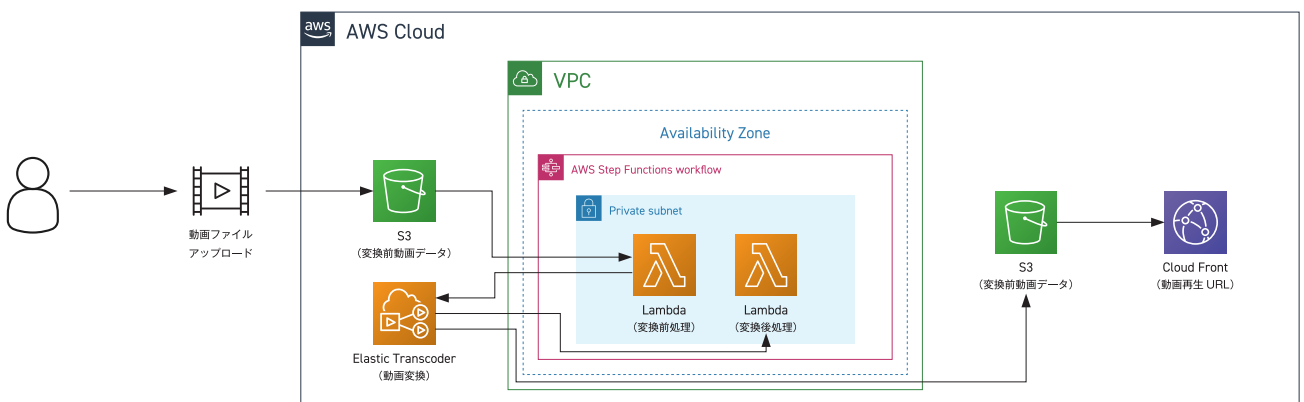 aws
AWS Cloud
VPC
Availability Zone
AWS Step Functions workflow
Private subnet
動画ファイル
アップロード
S3
（変換前動画データ）
Lambda
（変換前処理）
Lambda
（変換後処理）
Elastic Transcoder
（動画変換）
S3
（変換前動画データ）
Cloud Front
（動画再生 URL）